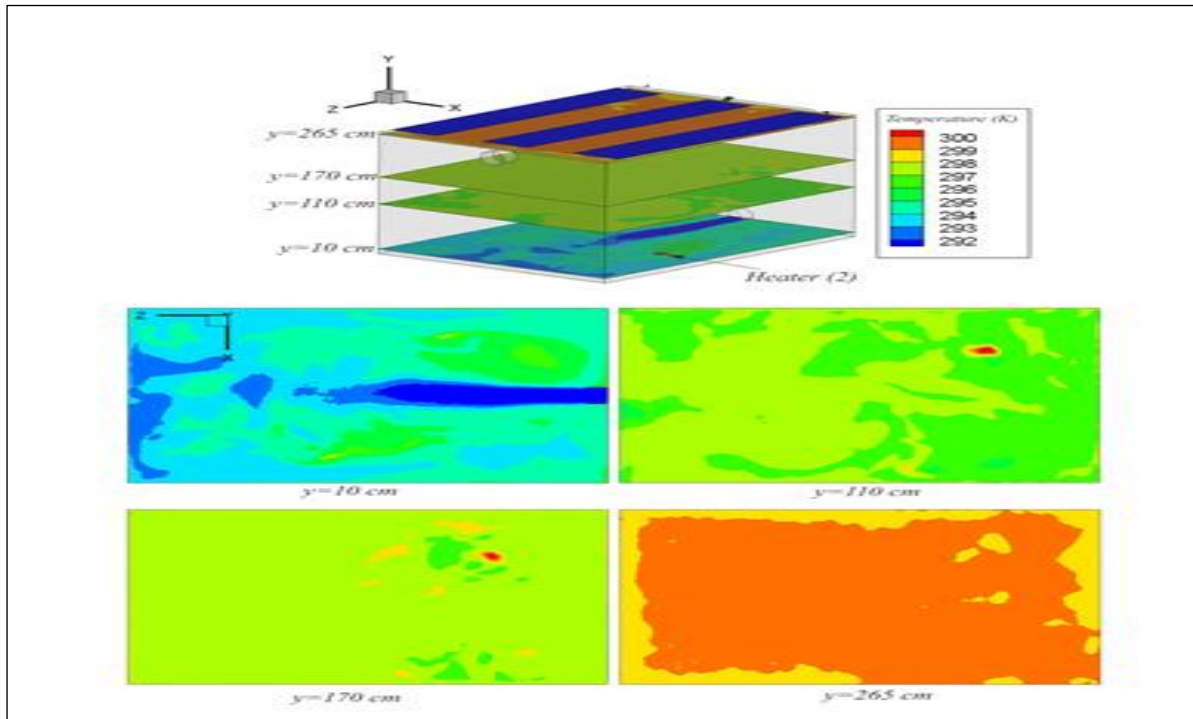 Y
Z
X
y=265 cm
y=170 cm
y=110 cm
y=10 cm
Heater (2)
Temperature (K)
300
299
298
297
296
295
294
293
292
Z
X
y=10 cm
y=110 cm
y=170 cm
y=265 cm